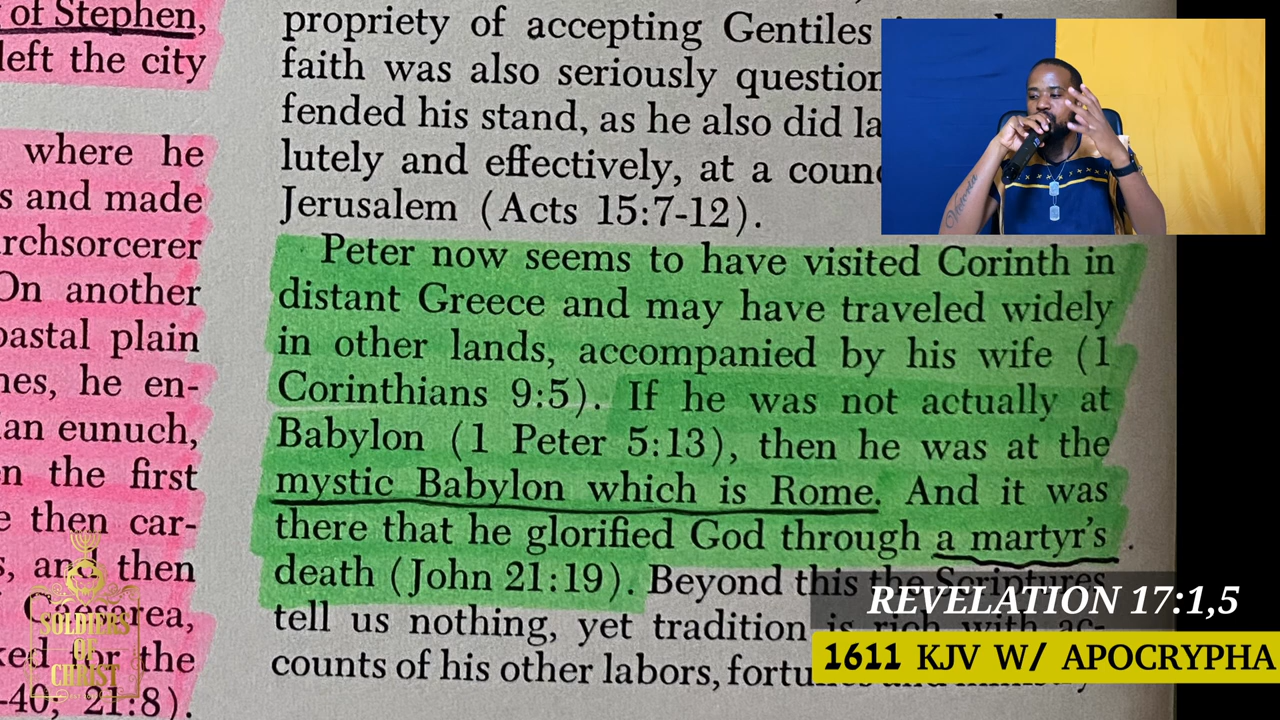 of Stephen,
left the city
where he
s and made
rchsorcerer
On another
oastal plain
nes, he en-
an eunuch,
n the first
e then car-
s, and then
Caesarea,
ked for the
-40; 21:8).
propriety of accepting Gentiles
faith was also seriously question
fended his stand, as he also did la
lutely and effectively, at a counc
Jerusalem (Acts 15:7-12).
Peter now seems to have visited Corinth in
distant Greece and may have traveled widely
in other lands, accompanied by his wife (1
Corinthians 9:5). If he was not actually at
Babylon (1 Peter 5:13), then he was at the
mystic Babylon which is Rome. And it was
there that he glorified God through a martyr's
death (John 21:19). Beyond this the Scriptures
tell us nothing, yet tradition is rich with ac-
counts of his other labors,
REVELATION 17:1,5
1611 KJV W/ APOCRYPHA
SOLDIERS
OF
CHRIST